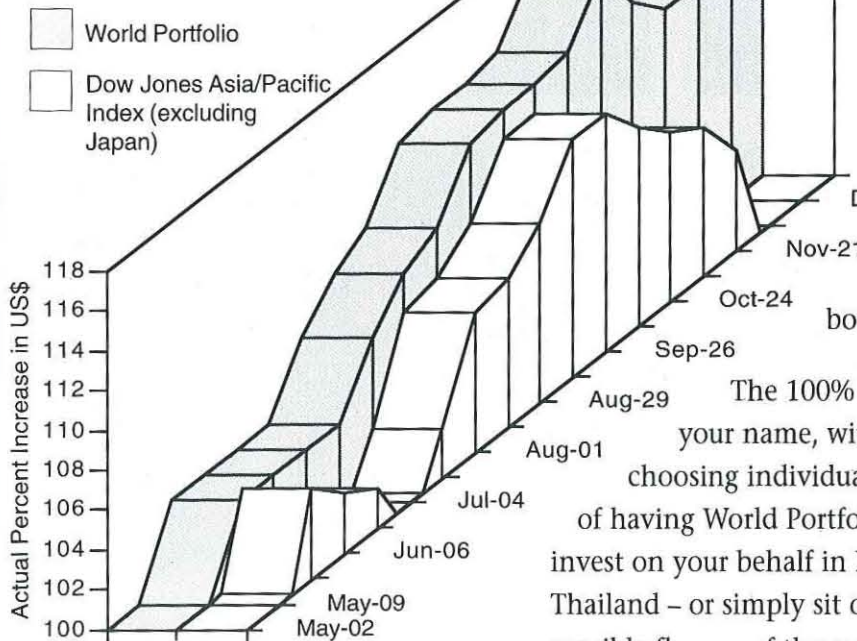 World Portfolio
Dow Jones Asia/Pacific
Index (excluding
Japan)
Actual Percent Increase in US$
118
116
114
112
110
108
106
104
102
100
May-02
May-09
Jun-06
Jul-04
Aug-01
Aug-29
Sep-26
Oct-24
Nov-21
bo
The 100%
your name, wi
choosing individua
of having World Portfo
invest on your behalf in
Thailand – or simply sit